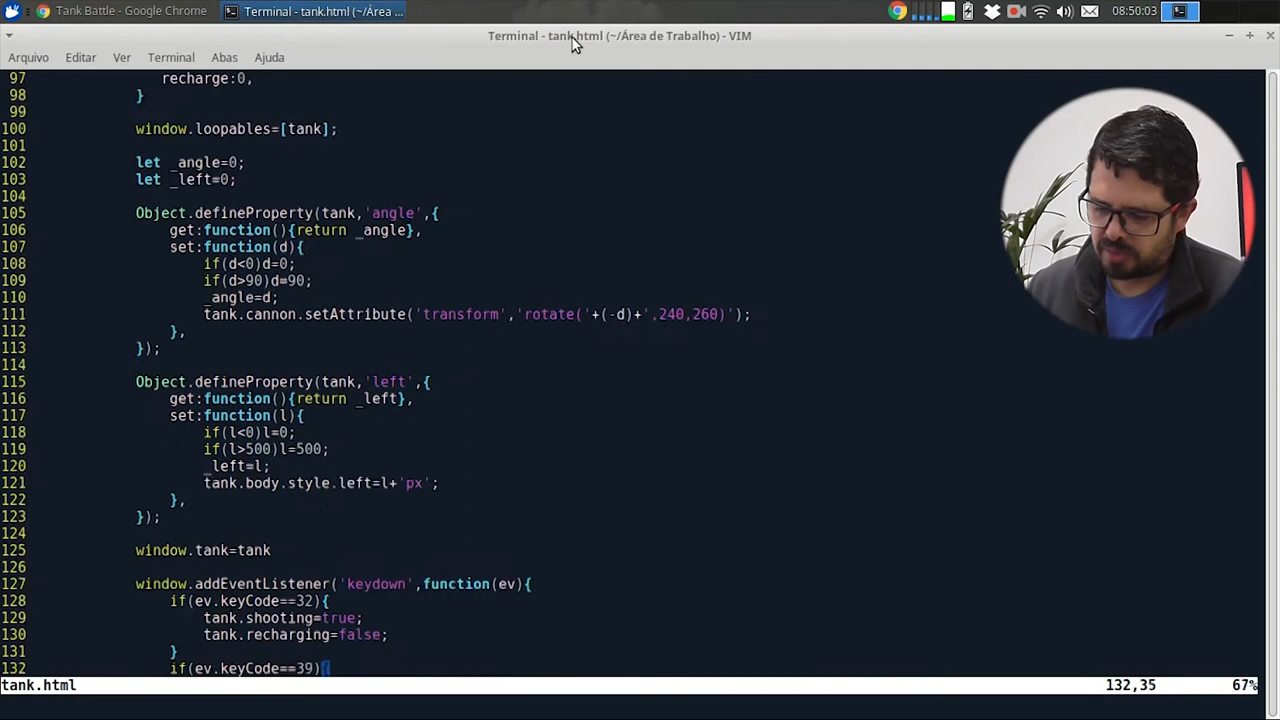 Tank Battle - Google Chrome
Terminal - tank.html (~/Área ...
08:50:03
Terminal - tank.html (~/Área de Trabalho) - VIM
Arquivo Editar Ver Terminal Abas Ajuda
97 recharge:0,
98 }
99
100 window.loopables=[tank];
101
102 let _angle=0;
103 let _left=0;
104
105 Object.defineProperty(tank,'angle',{
106 get:function(){return _angle},
107 set:function(d){
108 if(d<0)d=0;
109 if(d>90)d=90;
110 _angle=d;
111 tank.cannon.setAttribute('transform','rotate('+(-d)+',240,260)');
112 },
113 });
114
115 Object.defineProperty(tank,'left',{
116 get:function(){return _left},
117 set:function(l){
118 if(l<0)l=0;
119 if(l>500)l=500;
120 _left=l;
121 tank.body.style.left=l+'px';
122 },
123 });
124
125 window.tank=tank
126
127 window.addEventListener('keydown',function(ev){
128 if(ev.keyCode==32){
129 tank.shooting=true;
130 tank.recharging=false;
131 }
132 if(ev.keyCode==39){
tank.html 132,35 67%